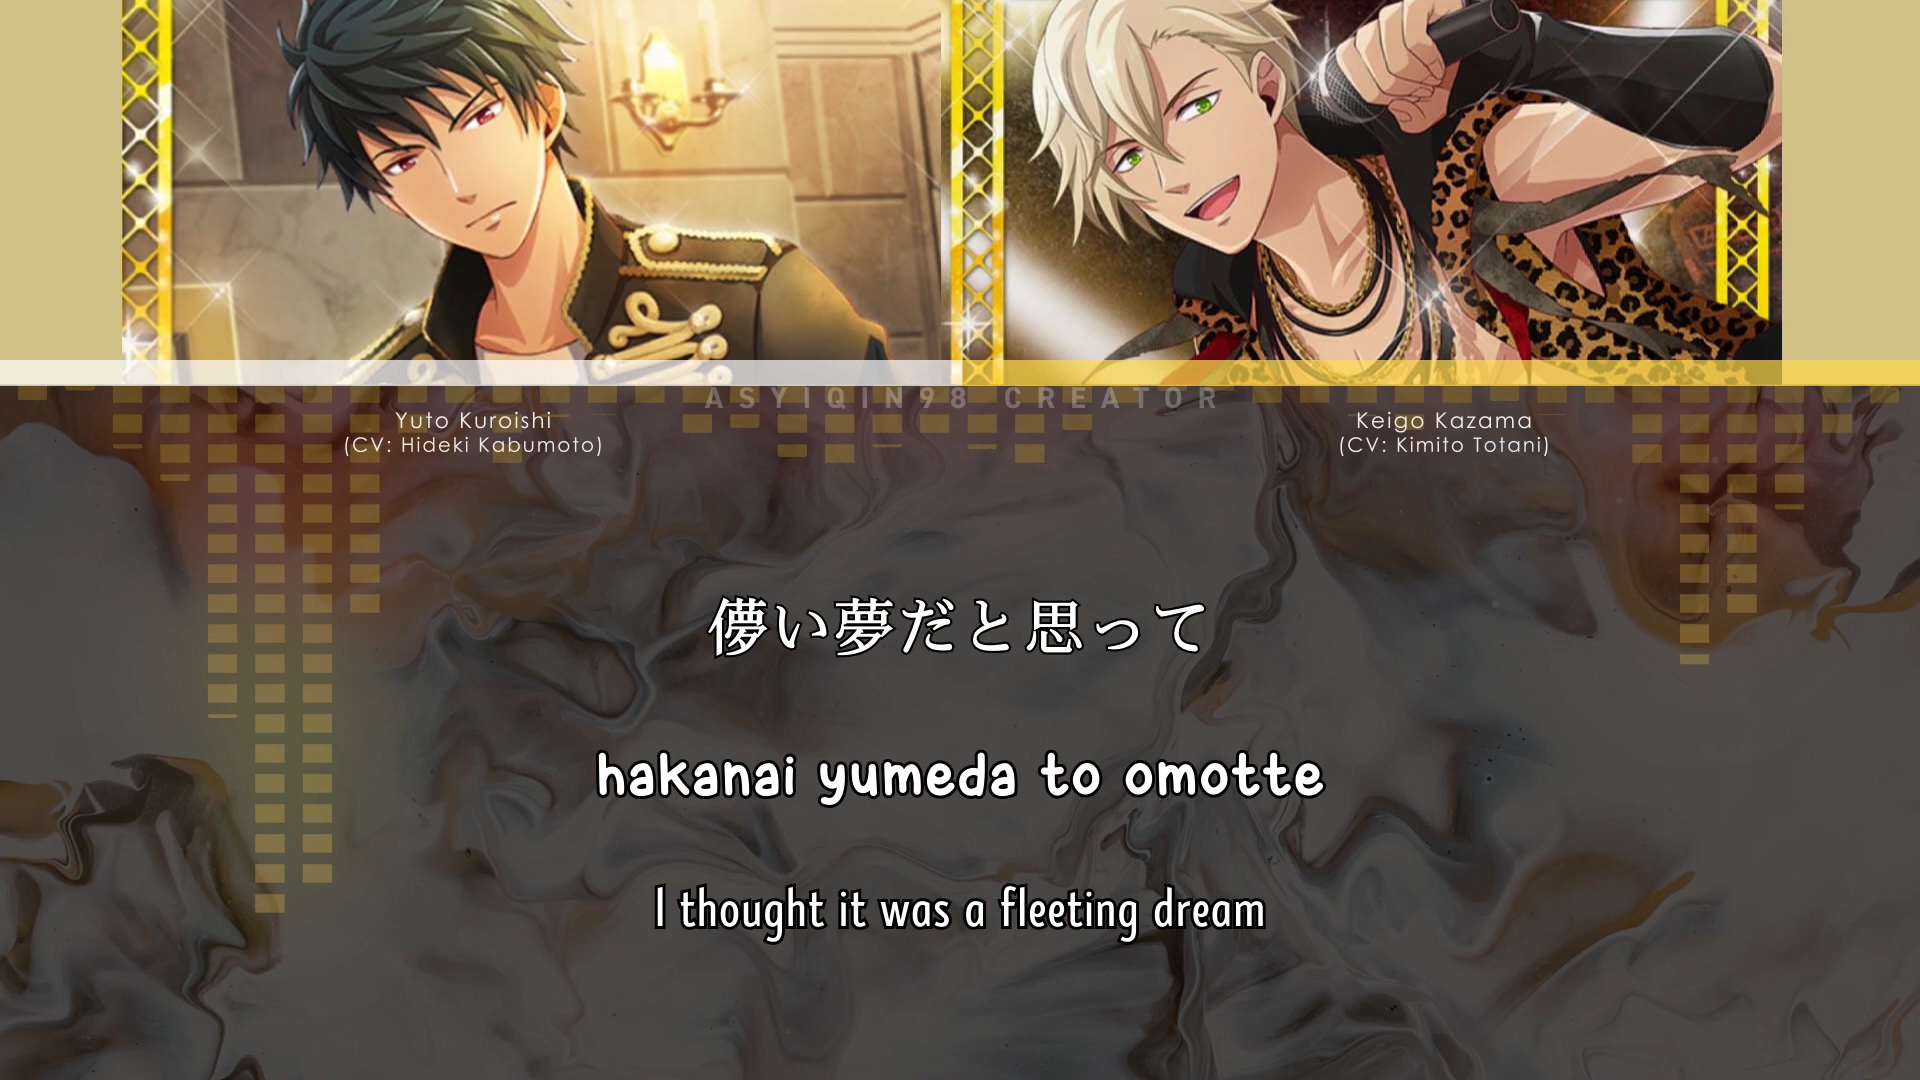 ASYIQIN98 CREATOR
Yuto Kuroishi
(CV: Hideki Kabumoto)
Keigo Kazama
(CV: Kimito Totani)
儚い夢だと思って
hakanai yumeda to omotte
I thought it was a fleeting dream